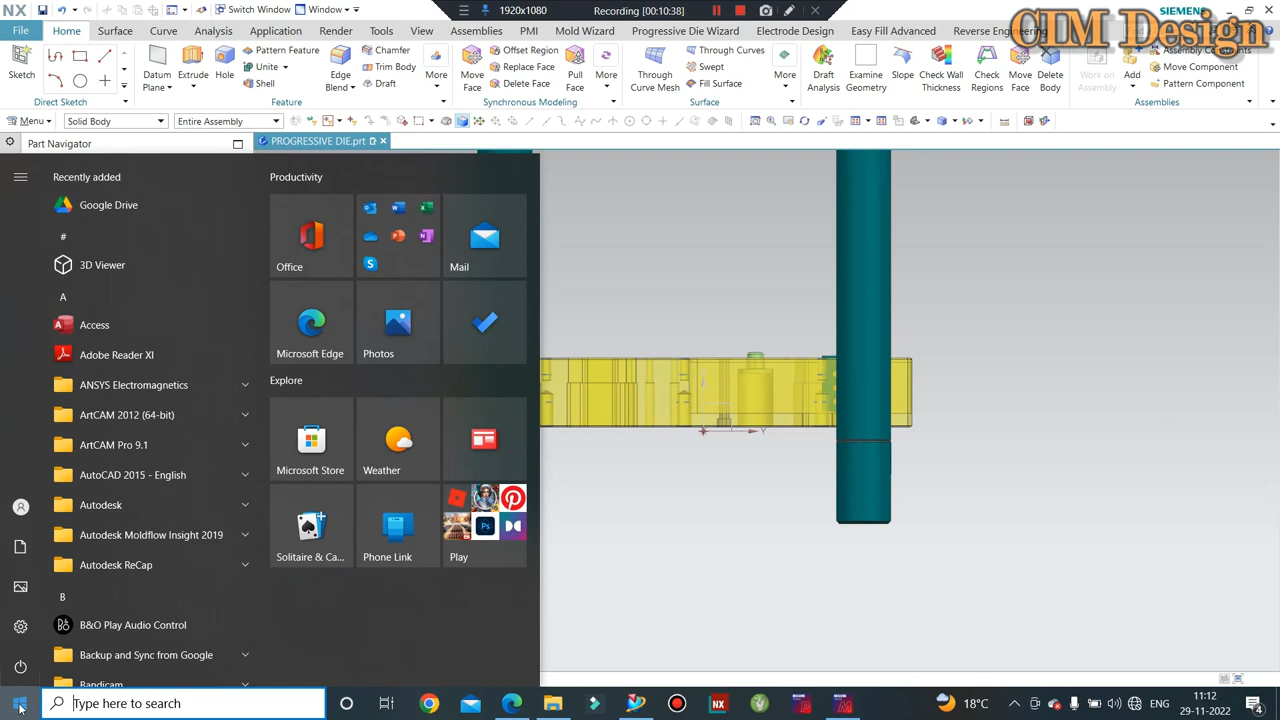 NX
Switch Window
Window
1920x1080
Recording [00:10:38]
SIEMENS
CIM Design
File
Home
Surface
Curve
Analysis
Application
Render
Tools
View
Assemblies
PMI
Mold Wizard
Progressive Die Wizard
Electrode Design
Easy Fill Advanced
Reverse Engineering
Sketch
Datum Plane
Extrude
Hole
Pattern Feature
Unite
Shell
Edge Blend
Chamfer
Trim Body
Draft
More
Move Face
Offset Region
Replace Face
Delete Face
Pull Face
More
Through Curve Mesh
Through Curves
Swept
Fill Surface
More
Draft Analysis
Examine Geometry
Slope
Check Wall Thickness
Check Regions
Move Face
Delete Body
Work on Assembly
Add
Assembly Constraints
Move Component
Pattern Component
Direct Sketch
Feature
Synchronous Modeling
Surface
Assemblies
Menu
Solid Body
Entire Assembly
Part Navigator
PROGRESSIVE DIE.prt
Recently added
Google Drive
#
3D Viewer
A
Access
Adobe Reader XI
ANSYS Electromagnetics
ArtCAM 2012 (64-bit)
ArtCAM Pro 9.1
AutoCAD 2015 - English
Autodesk
Autodesk Moldflow Insight 2019
Autodesk ReCap
B
B&O Play Audio Control
Backup and Sync from Google
Bandicam
Productivity
Office
Mail
Microsoft Edge
Photos
Explore
Microsoft Store
Weather
Solitaire & Ca...
Phone Link
Play
Y
Type here to search
18°C
ENG
11:12
29-11-2022
4